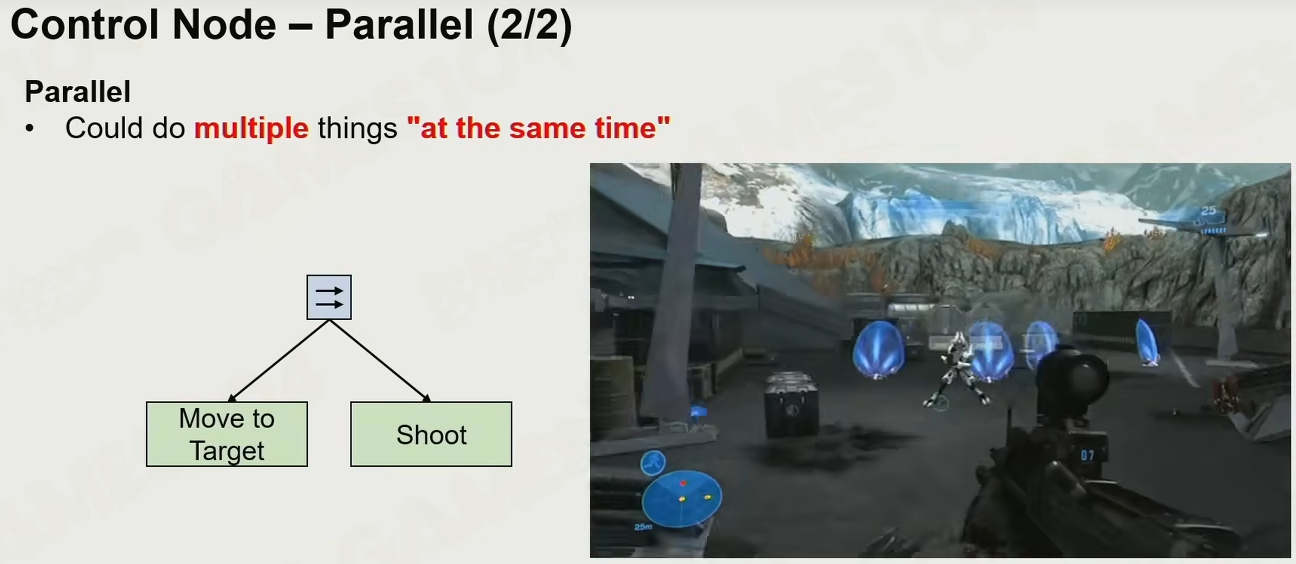 Control Node – Parallel (2/2)
Parallel
• Could do multiple things "at the same time"
Move to
Target
Shoot
25
07
25m